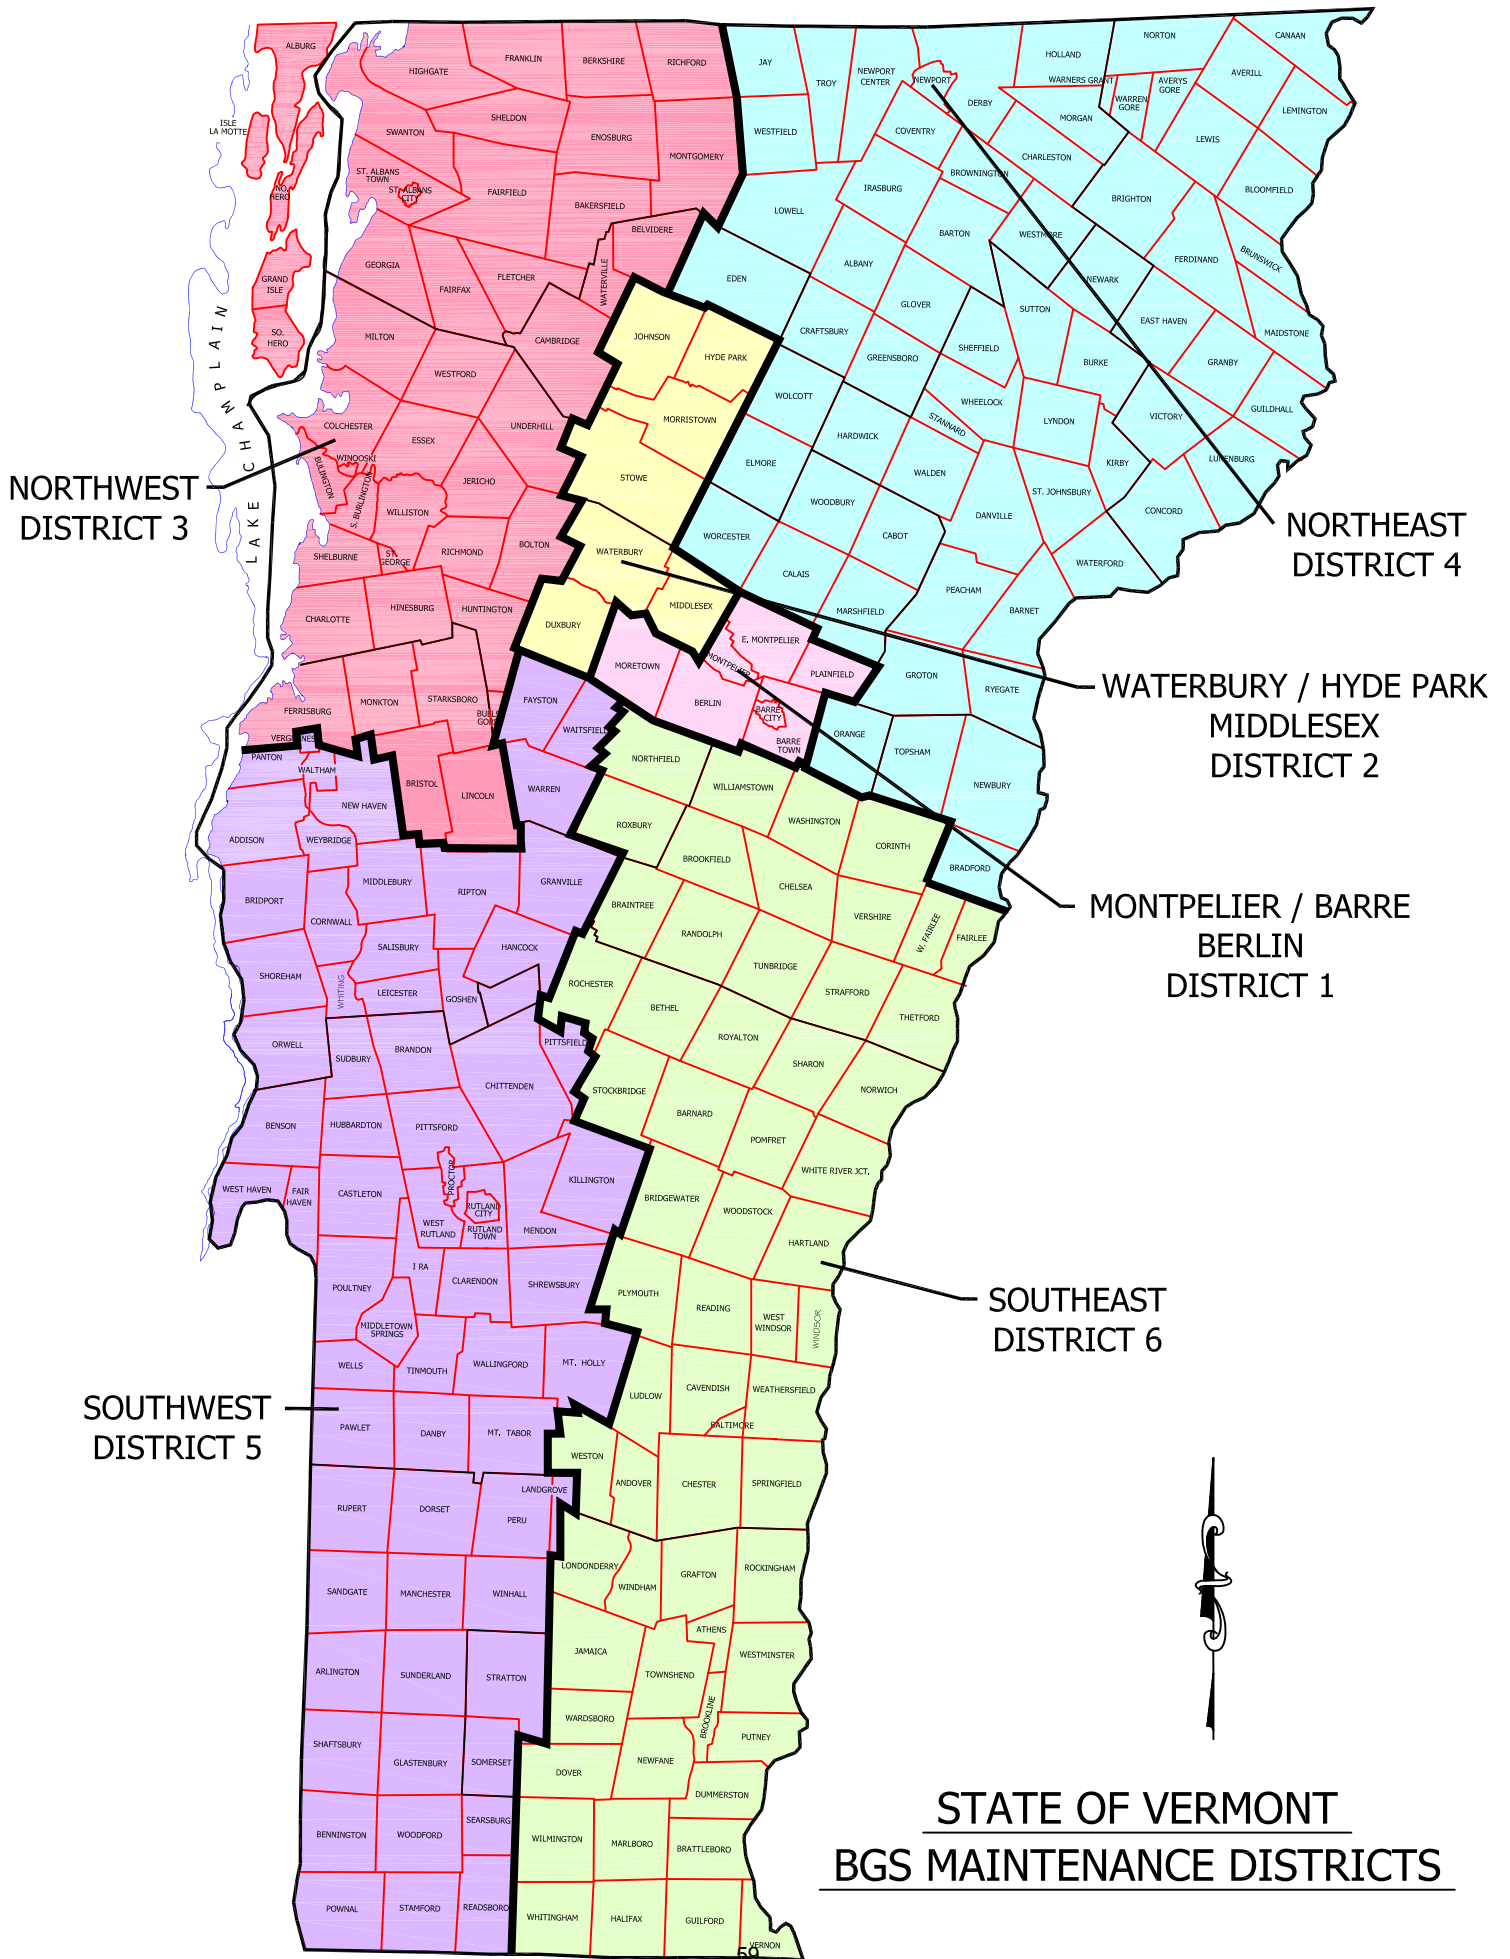 ALBURG
ISLE
LA MOTTE
NO.
HERO
GRAND
ISLE
SO.
HERO
LAKE CHAMPLAIN
HIGHGATE
FRANKLIN
BERKSHIRE
RICHFORD
SWANTON
SHELDON
ENOSBURG
MONTGOMERY
ST. ALBANS
TOWN
ST. ALBANS
CITY
FAIRFIELD
BAKERSFIELD
BELVIDERE
GEORGIA
FAIRFAX
FLETCHER
WATERVILLE
CAMBRIDGE
MILTON
WESTFORD
COLCHESTER
ESSEX
UNDERHILL
WINOOSKI
BULINGTON
S. BURLINGTON
WILLISTON
JERICHO
SHELBURNE
ST.
GEORGE
RICHMOND
BOLTON
CHARLOTTE
HINESBURG
HUNTINGTON
FERRISBURG
MONKTON
STARKSBORO
BUELS
GORE
VERGENNES
BRISTOL
LINCOLN
JAY
TROY
NEWPORT
CENTER
NEWPORT
DERBY
HOLLAND
NORTON
CANAAN
WARNERS GRANT
WARREN
GORE
AVERYS
GORE
AVERILL
LEMINGTON
WESTFIELD
COVENTRY
MORGAN
LEWIS
CHARLESTON
BROWNINGTON
IRASBURG
BRIGHTON
BLOOMFIELD
LOWELL
BARTON
WESTMORE
FERDINAND
BRUNSWICK
EDEN
ALBANY
GLOVER
NEWARK
SUTTON
EAST HAVEN
MAIDSTONE
CRAFTSBURY
GREENSBORO
SHEFFIELD
BURKE
GRANBY
WOLCOTT
WHEELOCK
STANNARD
LYNDON
VICTORY
GUILDHALL
HARDWICK
ELMORE
WALDEN
KIRBY
LUNENBURG
WOODBURY
ST. JOHNSBURY
DANVILLE
CONCORD
WORCESTER
CABOT
CALAIS
WATERFORD
PEACHAM
BARNET
MARSHFIELD
GROTON
RYEGATE
ORANGE
TOPSHAM
NEWBURY
BRADFORD
JOHNSON
HYDE PARK
MORRISTOWN
STOWE
WATERBURY
MIDDLESEX
DUXBURY
E. MONTPELIER
MONTPELIER
PLAINFIELD
MORETOWN
BERLIN
BARRE
CITY
BARRE
TOWN
FAYSTON
WAITSFIELD
WARREN
PANTON
WALTHAM
NEW HAVEN
ADDISON
WEYBRIDGE
MIDDLEBURY
RIPTON
GRANVILLE
BRIDPORT
CORNWALL
SALISBURY
HANCOCK
SHOREHAM
WHITING
LEICESTER
GOSHEN
ORWELL
SUDBURY
BRANDON
PITTSFIELD
CHITTENDEN
BENSON
HUBBARDTON
PITTSFORD
PROCTOR
KILLINGTON
WEST HAVEN
FAIR
HAVEN
CASTLETON
WEST
RUTLAND
RUTLAND
CITY
RUTLAND
TOWN
MENDON
I RA
CLARENDON
SHREWSBURY
POULTNEY
MIDDLETOWN
SPRINGS
WELLS
TINMOUTH
WALLINGFORD
MT. HOLLY
PAWLET
DANBY
MT. TABOR
LANDGROVE
RUPERT
DORSET
PERU
SANDGATE
MANCHESTER
WINHALL
ARLINGTON
SUNDERLAND
STRATTON
SHAFTSBURY
GLASTENBURY
SOMERSET
BENNINGTON
WOODFORD
SEARSBURG
POWNAL
STAMFORD
READSBORO
NORTHFIELD
WILLIAMSTOWN
WASHINGTON
CORINTH
ROXBURY
BROOKFIELD
CHELSEA
VERSHIRE
W. FAIRLEE
FAIRLEE
BRAINTREE
RANDOLPH
TUNBRIDGE
STRAFFORD
THETFORD
ROCHESTER
BETHEL
ROYALTON
SHARON
NORWICH
STOCKBRIDGE
BARNARD
POMFRET
WHITE RIVER JCT.
BRIDGEWATER
WOODSTOCK
HARTLAND
PLYMOUTH
READING
WEST
WINDSOR
WINDSOR
LUDLOW
CAVENDISH
WEATHERSFIELD
BALTIMORE
WESTON
ANDOVER
CHESTER
SPRINGFIELD
LONDONDERRY
WINDHAM
GRAFTON
ROCKINGHAM
ATHENS
JAMAICA
TOWNSHEND
WESTMINSTER
WARDSBORO
BROOKLINE
PUTNEY
DOVER
NEWFANE
DUMMERSTON
WILMINGTON
MARLBORO
BRATTLEBORO
WHITINGHAM
HALIFAX
GUILFORD
VERNON
NORTHWEST
DISTRICT 3
NORTHEAST
DISTRICT 4
WATERBURY / HYDE PARK
MIDDLESEX
DISTRICT 2
MONTPELIER / BARRE
BERLIN
DISTRICT 1
SOUTHEAST
DISTRICT 6
SOUTHWEST
DISTRICT 5
STATE OF VERMONT
BGS MAINTENANCE DISTRICTS
59